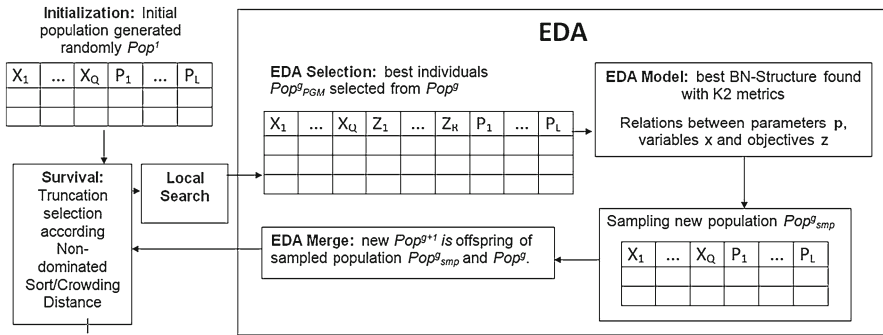 Initialization: Initial
population generated
randomly Pop¹
X₁ ... X_Q P₁ ... P_L
Survival:
Truncation
selection
according
Non-
dominated
Sort/Crowding
Distance
Local
Search
EDA
EDA Selection: best individuals
Pop^g_PGM selected from Pop^g
X₁ ... X_Q Z₁ ... Z_R P₁ ... P_L
EDA Model: best BN-Structure found
with K2 metrics
Relations between parameters p,
variables x and objectives z
Sampling new population Pop^g_smp
X₁ ... X_Q P₁ ... P_L
EDA Merge: new Pop^g+1 is offspring of
sampled population Pop^g_smp and Pop^g.